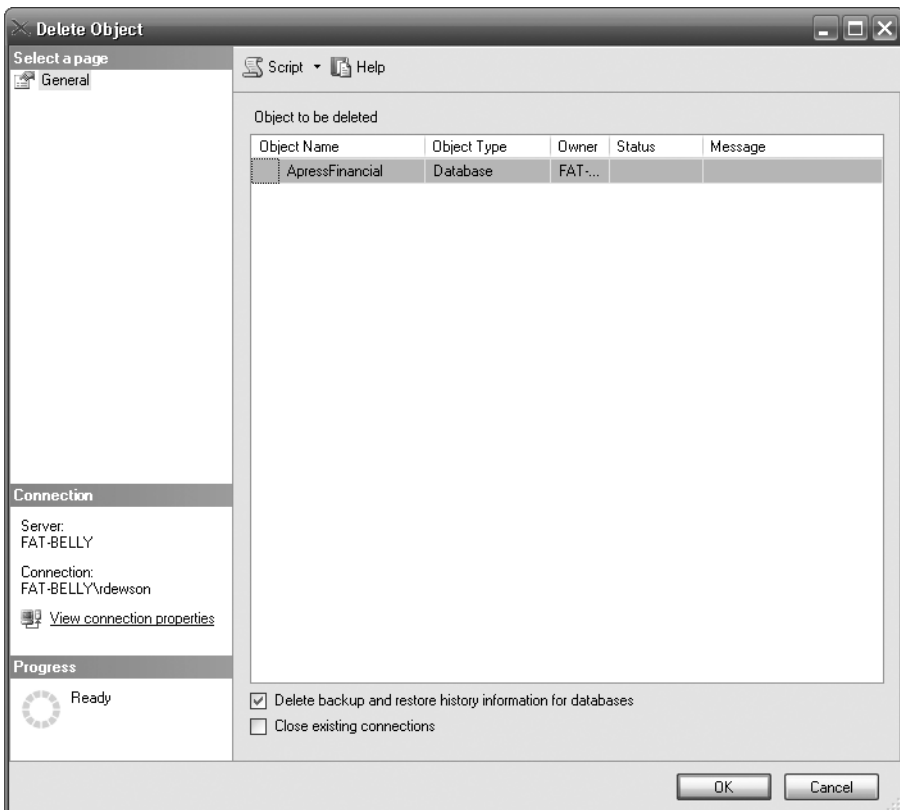 Delete Object
Select a page
General
Script
Help
Object to be deleted
Object Name Object Type Owner Status Message
ApressFinancial Database FAT-...
Connection
Server:
FAT-BELLY
Connection:
FAT-BELLY\rdewson
View connection properties
Progress
Ready
Delete backup and restore history information for databases
Close existing connections
OK Cancel